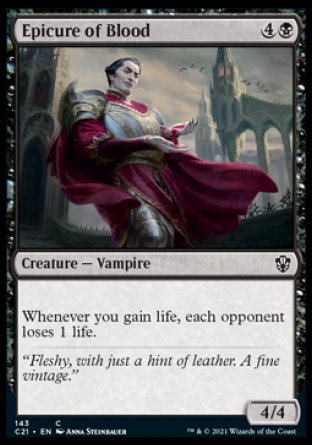 Epicure of Blood 4
Creature — Vampire
Whenever you gain life, each opponent
loses 1 life.
“Fleshy, with just a hint of leather. A fine
vintage.”
4/4
143 C
C21 • EN Anna Steinbauer
™ & © 2021 Wizards of the Coast